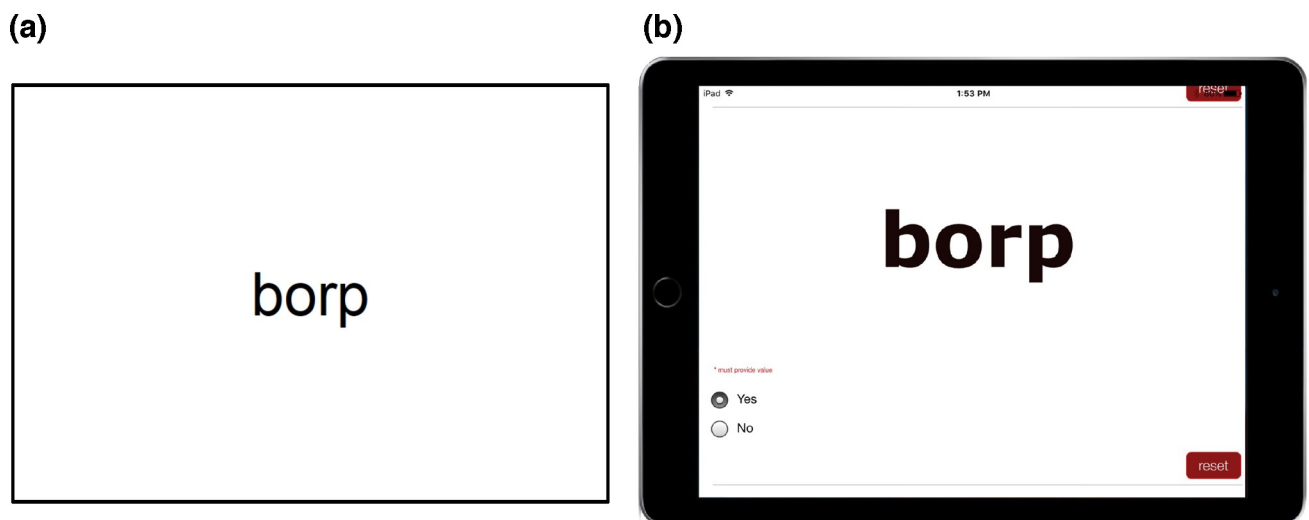 (a)
borp
(b)
iPad 1:53 PM
reset
borp
* must provide value
Yes
No
reset